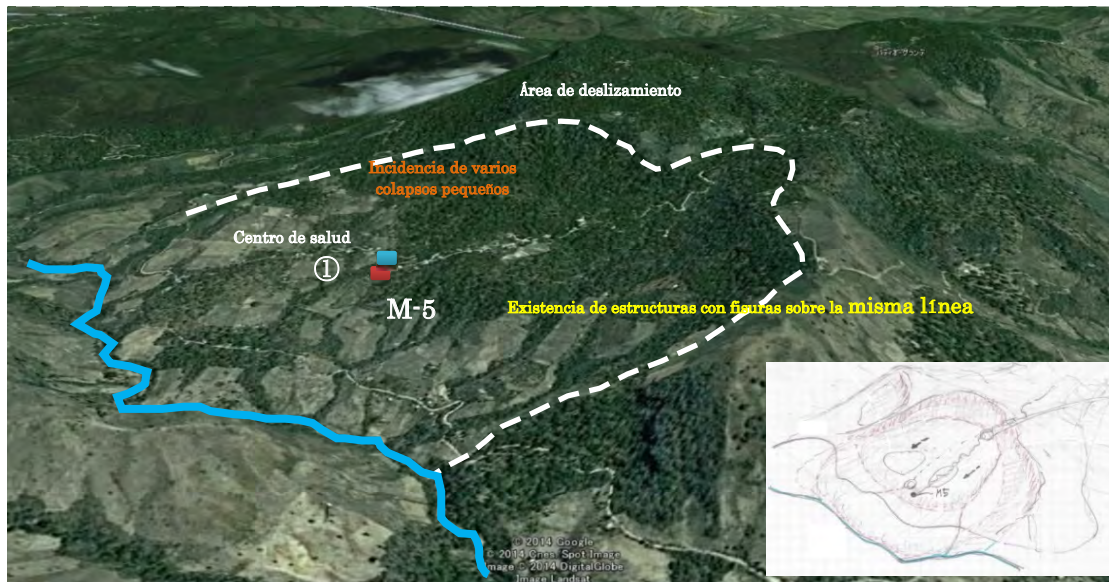 Área de deslizamiento
Incidencia de varios
colapsos pequeños
Centro de salud
①
M-5
Existencia de estructuras con fisuras sobre la misma línea
M5
© 2014 Google
© 2014 Cnes/Spot Image
Image © 2014 DigitalGlobe
Image Landsat